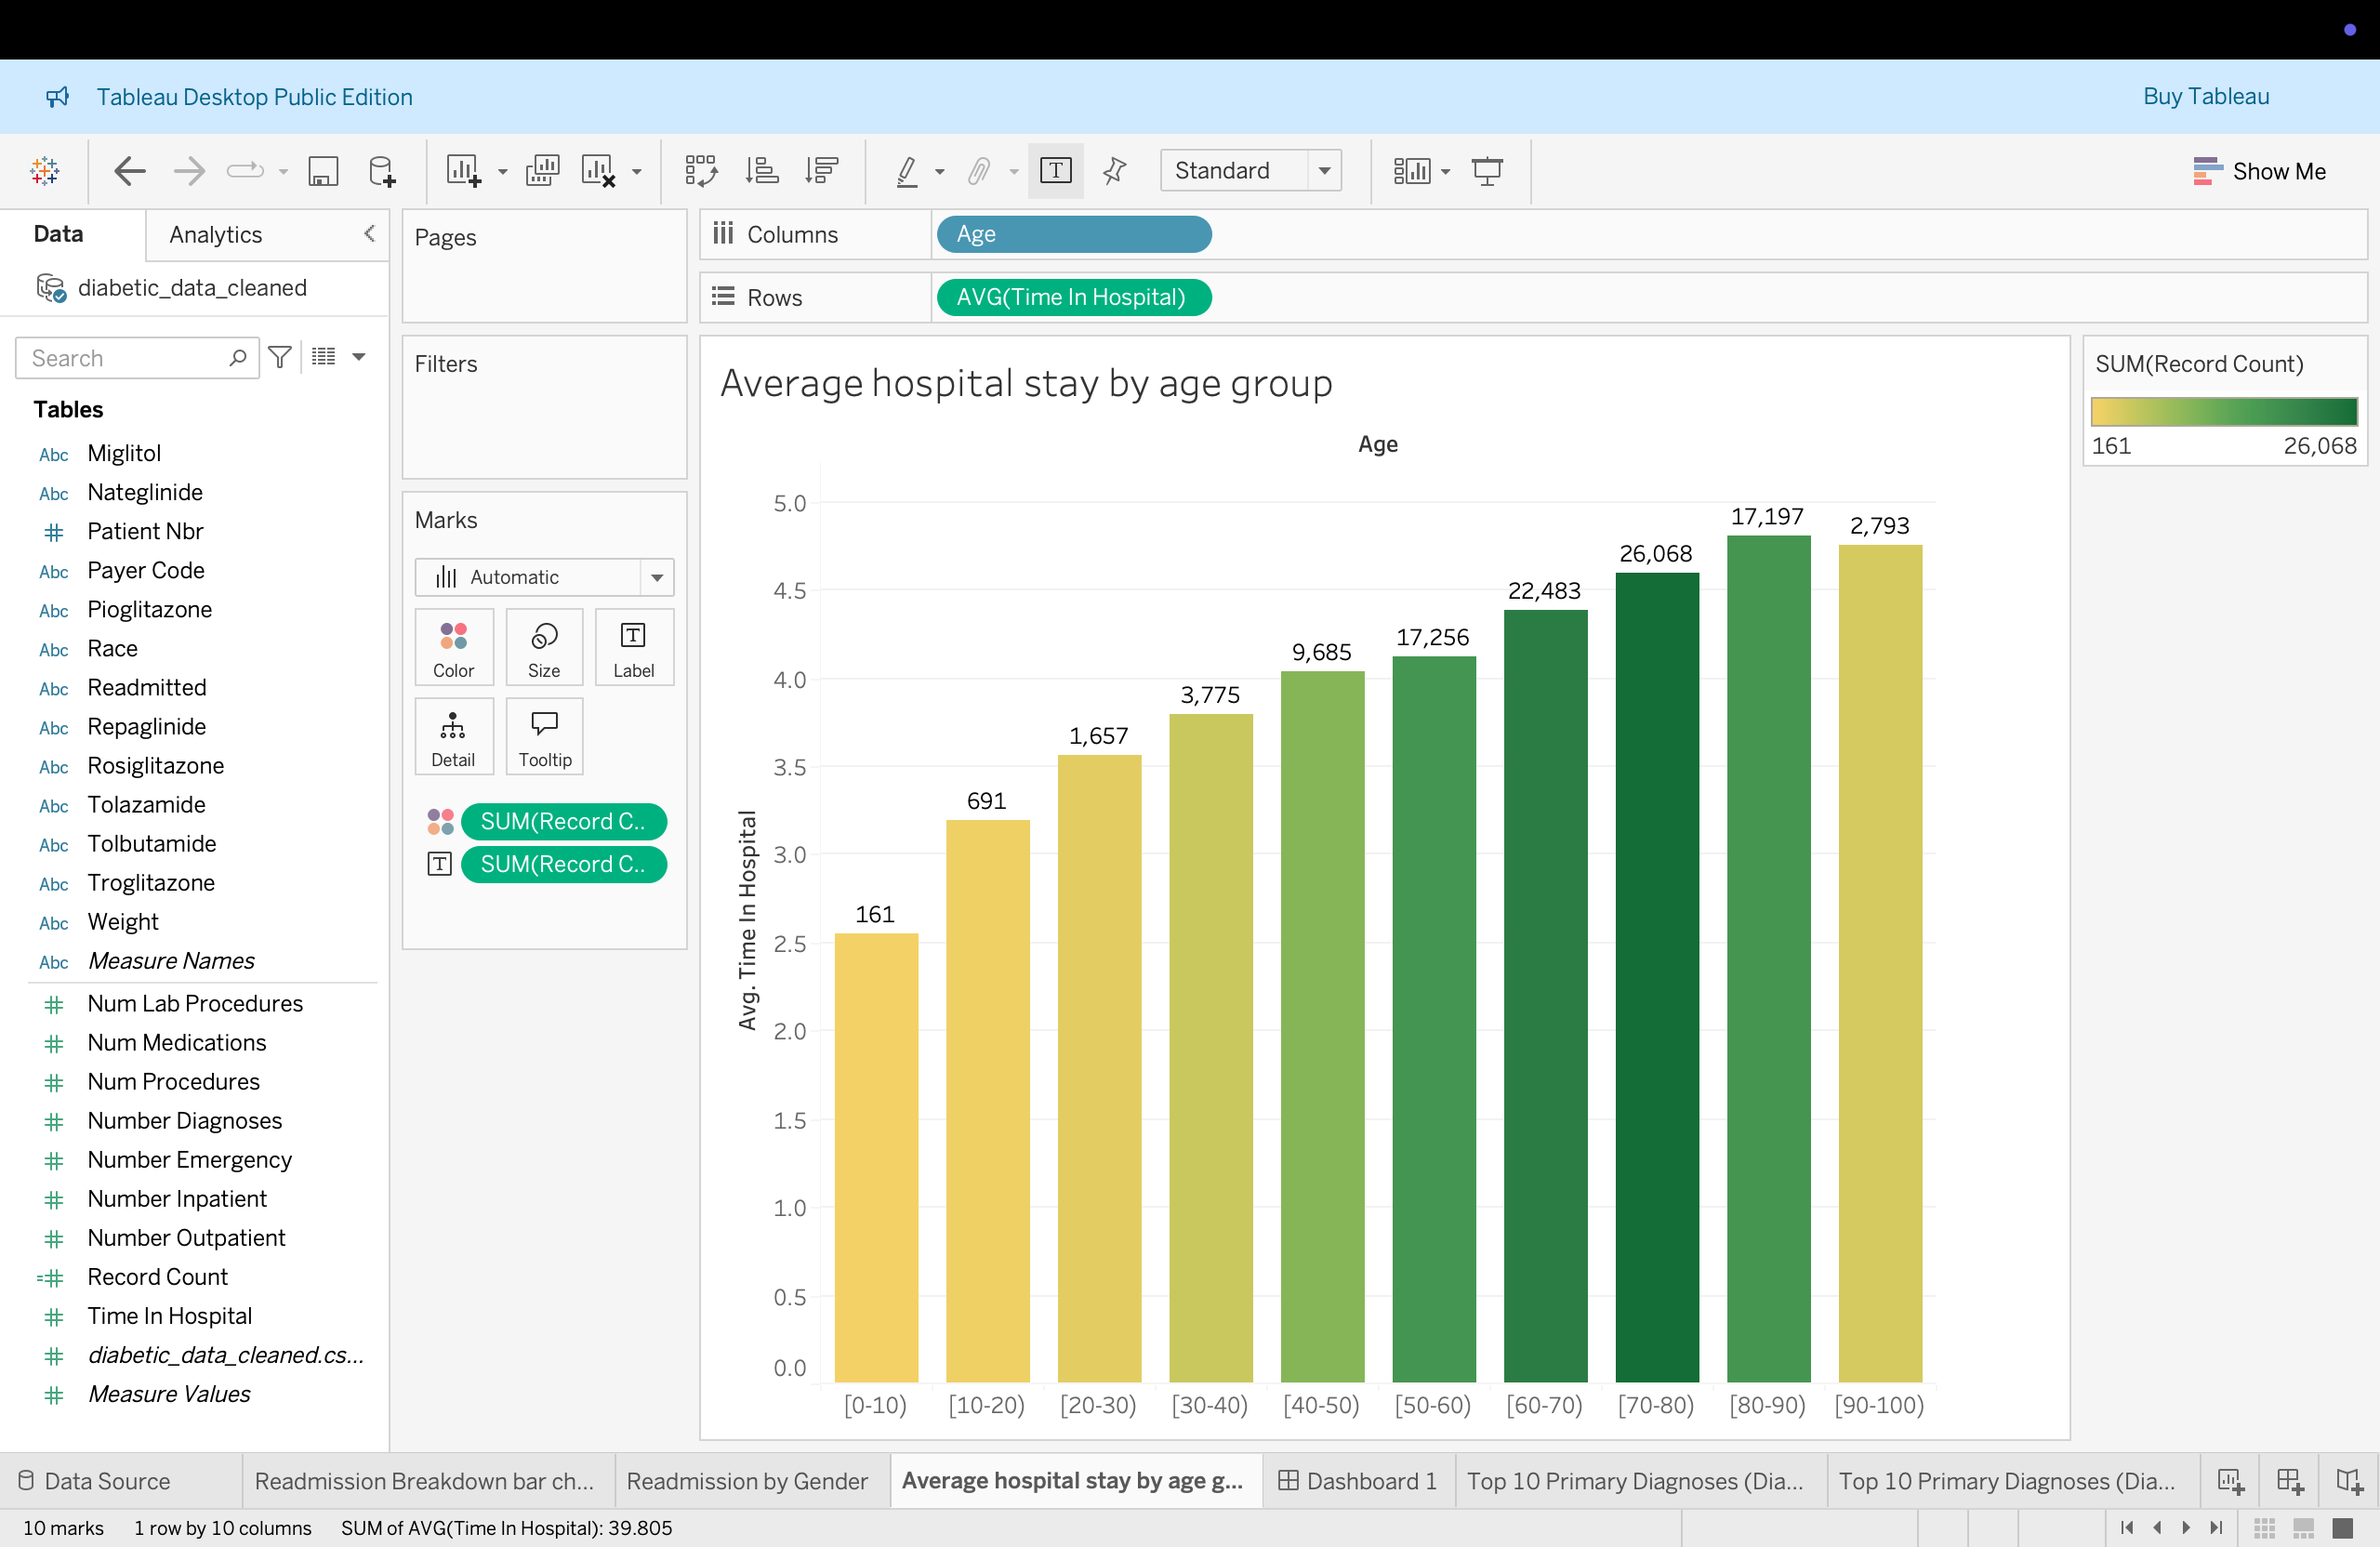 Tableau Desktop Public Edition
Buy Tableau
Standard
Show Me
Data
Analytics
diabetic_data_cleaned
Search
Tables
Abc Miglitol
Abc Nateglinide
Patient Nbr
Abc Payer Code
Abc Pioglitazone
Abc Race
Abc Readmitted
Abc Repaglinide
Abc Rosiglitazone
Abc Tolazamide
Abc Tolbutamide
Abc Troglitazone
Abc Weight
Abc Measure Names
Num Lab Procedures
Num Medications
Num Procedures
Number Diagnoses
Number Emergency
Number Inpatient
Number Outpatient
Record Count
Time In Hospital
diabetic_data_cleaned.cs...
Measure Values
Pages
Filters
Marks
Automatic
Color
Size
Label
Detail
Tooltip
SUM(Record C..
SUM(Record C..
Columns
Age
Rows
AVG(Time In Hospital)
Average hospital stay by age group
Age
Avg. Time In Hospital
5.0
4.5
4.0
3.5
3.0
2.5
2.0
1.5
1.0
0.5
0.0
161
691
1,657
3,775
9,685
17,256
22,483
26,068
17,197
2,793
[0-10) [10-20) [20-30) [30-40) [40-50) [50-60) [60-70) [70-80) [80-90) [90-100)
SUM(Record Count)
161 26,068
Data Source
Readmission Breakdown bar ch...
Readmission by Gender
Average hospital stay by age g...
Dashboard 1
Top 10 Primary Diagnoses (Dia...
Top 10 Primary Diagnoses (Dia...
10 marks 1 row by 10 columns SUM of AVG(Time In Hospital): 39.805